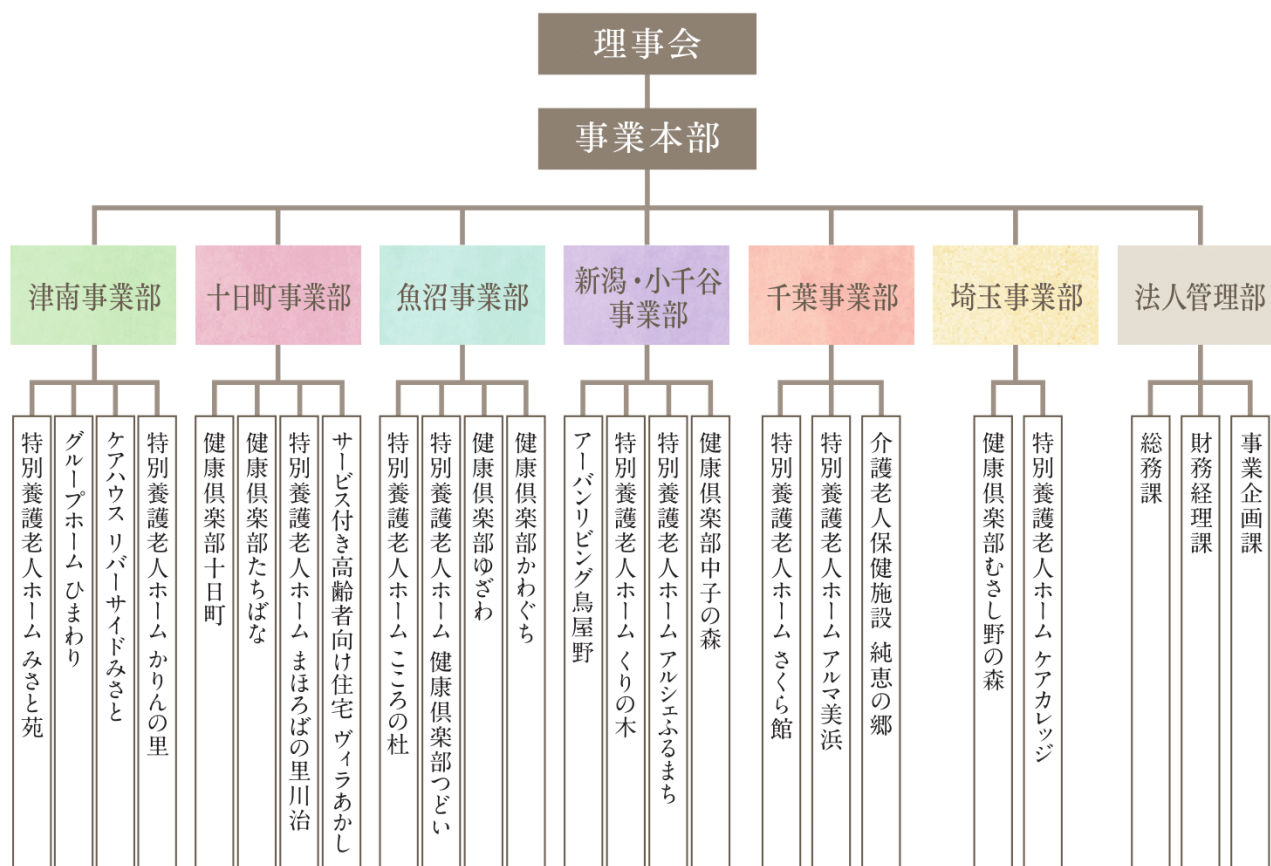 理事会
事業本部
津南事業部
十日町事業部
魚沼事業部
新潟・小千谷
事業部
千葉事業部
埼玉事業部
法人管理部
特別養護老人ホーム みさと苑
グループホーム ひまわり
ケアハウス リバーサイドみさと
特別養護老人ホーム かりんの里
健康倶楽部十日町
健康倶楽部たちばな
特別養護老人ホーム まほろばの里川治
サービス付き高齢者向け住宅 ヴィラあかし
特別養護老人ホーム こころの杜
特別養護老人ホーム 健康倶楽部つどい
健康倶楽部ゆざわ
健康倶楽部かわぐち
アーバンリビング鳥屋野
特別養護老人ホーム くりの木
特別養護老人ホーム アルシェふるまち
健康倶楽部中子の森
特別養護老人ホーム さくら館
特別養護老人ホーム アルマ美浜
介護老人保健施設 純恵の郷
健康倶楽部むさし野の森
特別養護老人ホーム ケアカレッジ
総務課
財務経理課
事業企画課